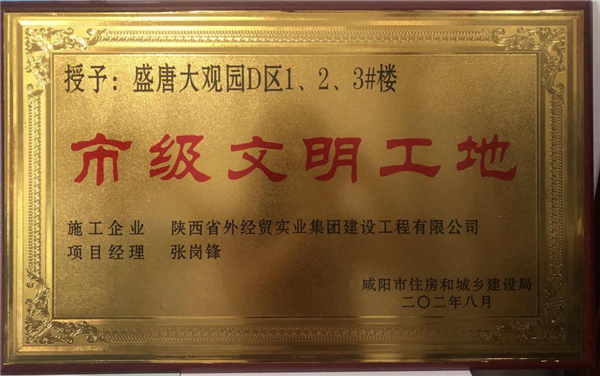 授予：盛唐大观园D区1、2、3#楼
市级文明工地
施工企业 陕西省外经贸实业集团建设工程有限公司
项目经理 张岗锋
咸阳市住房和城乡建设局
二〇二年八月